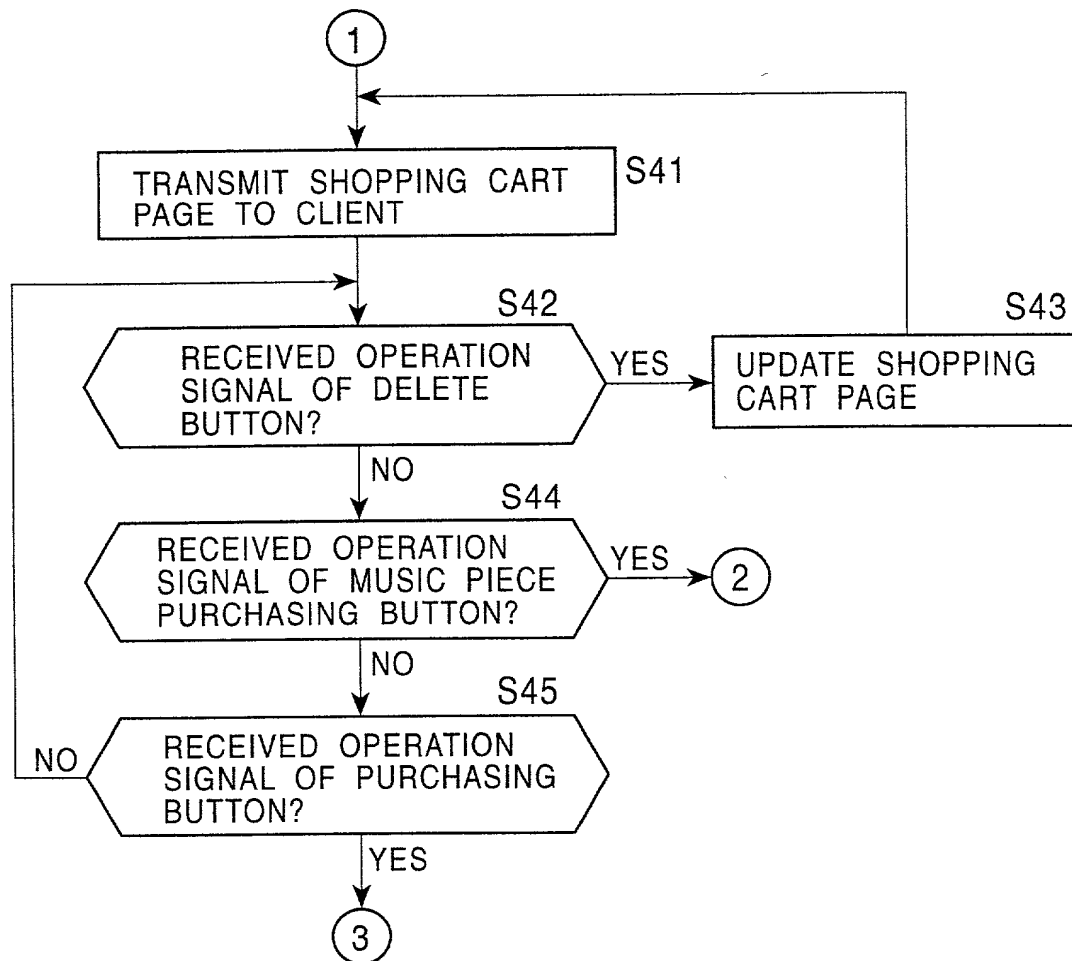 1
TRANSMIT SHOPPING CART
PAGE TO CLIENT
S41
S42
RECEIVED OPERATION
SIGNAL OF DELETE
BUTTON?
YES
S43
UPDATE SHOPPING
CART PAGE
NO
S44
RECEIVED OPERATION
SIGNAL OF MUSIC PIECE
PURCHASING BUTTON?
YES
2
NO
S45
RECEIVED OPERATION
SIGNAL OF PURCHASING
BUTTON?
NO
YES
3